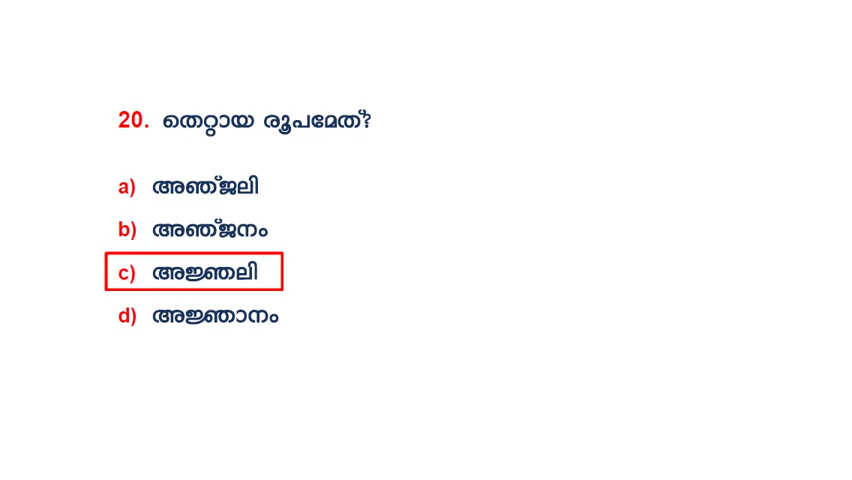 20. തെറ്റായ രൂപമേത്?
a) അഞ്ജലി
b) അഞ്ജനം
c) അജ്ഞലി
d) അജ്ഞാനം